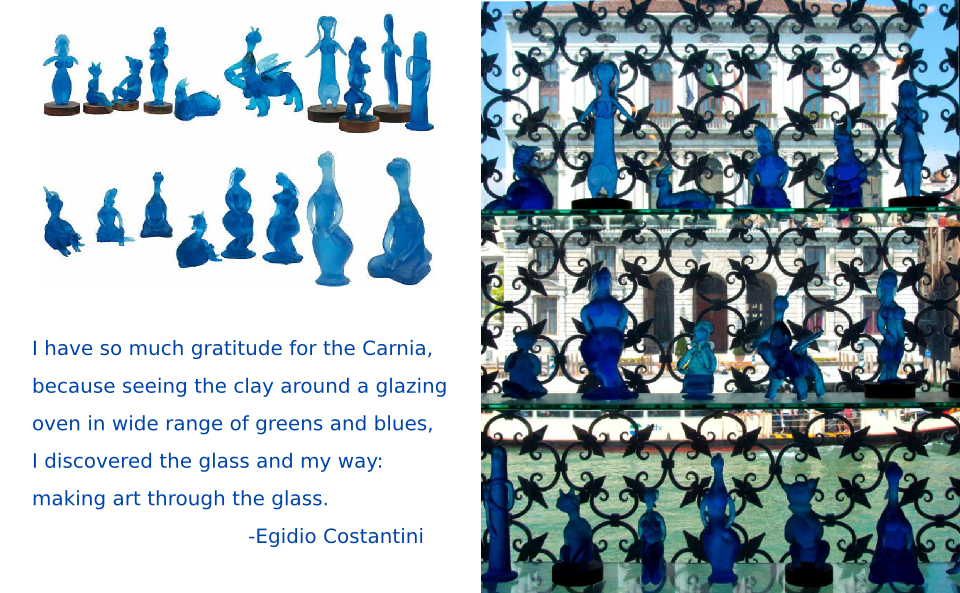 I have so much gratitude for the Carnia,
because seeing the clay around a glazing
oven in wide range of greens and blues,
I discovered the glass and my way:
making art through the glass.
-Egidio Costantini